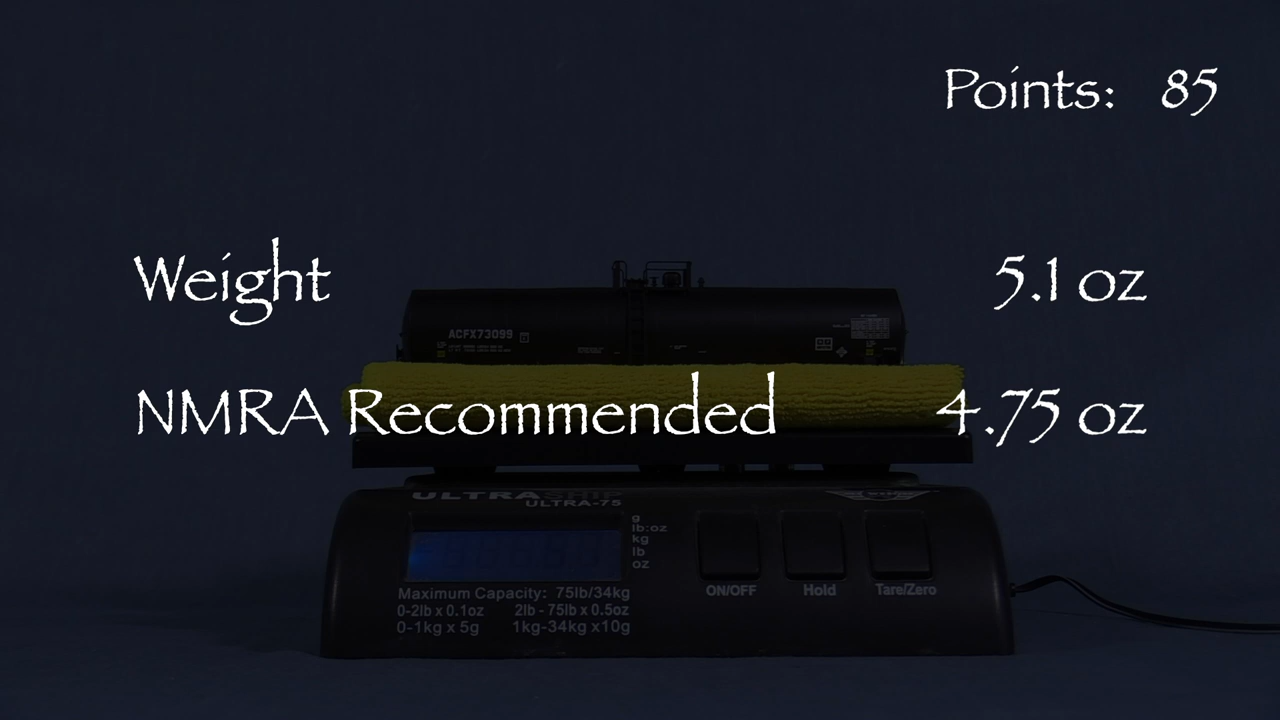 Points: 85
Weight 5.1 oz
ACFX73099
NMRA Recommended 4.75 oz
ULTRASHIP
ULTRA-75
g
lb:oz
kg
lb
oz
ON/OFF Hold Tare/Zero
Maximum Capacity: 75lb/34kg
0-2lb x 0.1oz 2lb - 75lb x 0.5oz
0-1kg x 5g 1kg-34kg x10g